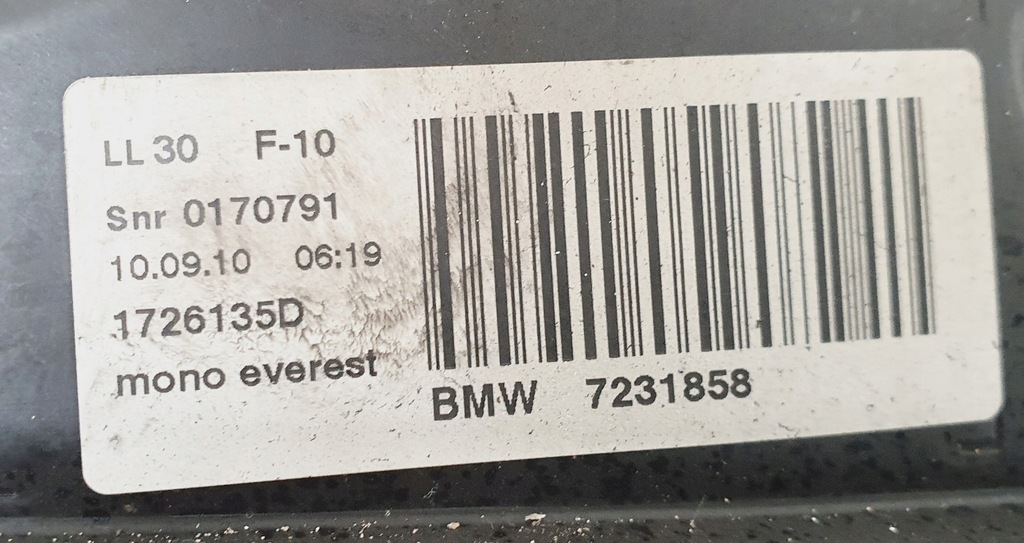 LL 30 F-10
Snr 0170791
10.09.10 06:19
1726135D
mono everest
BMW 7231858